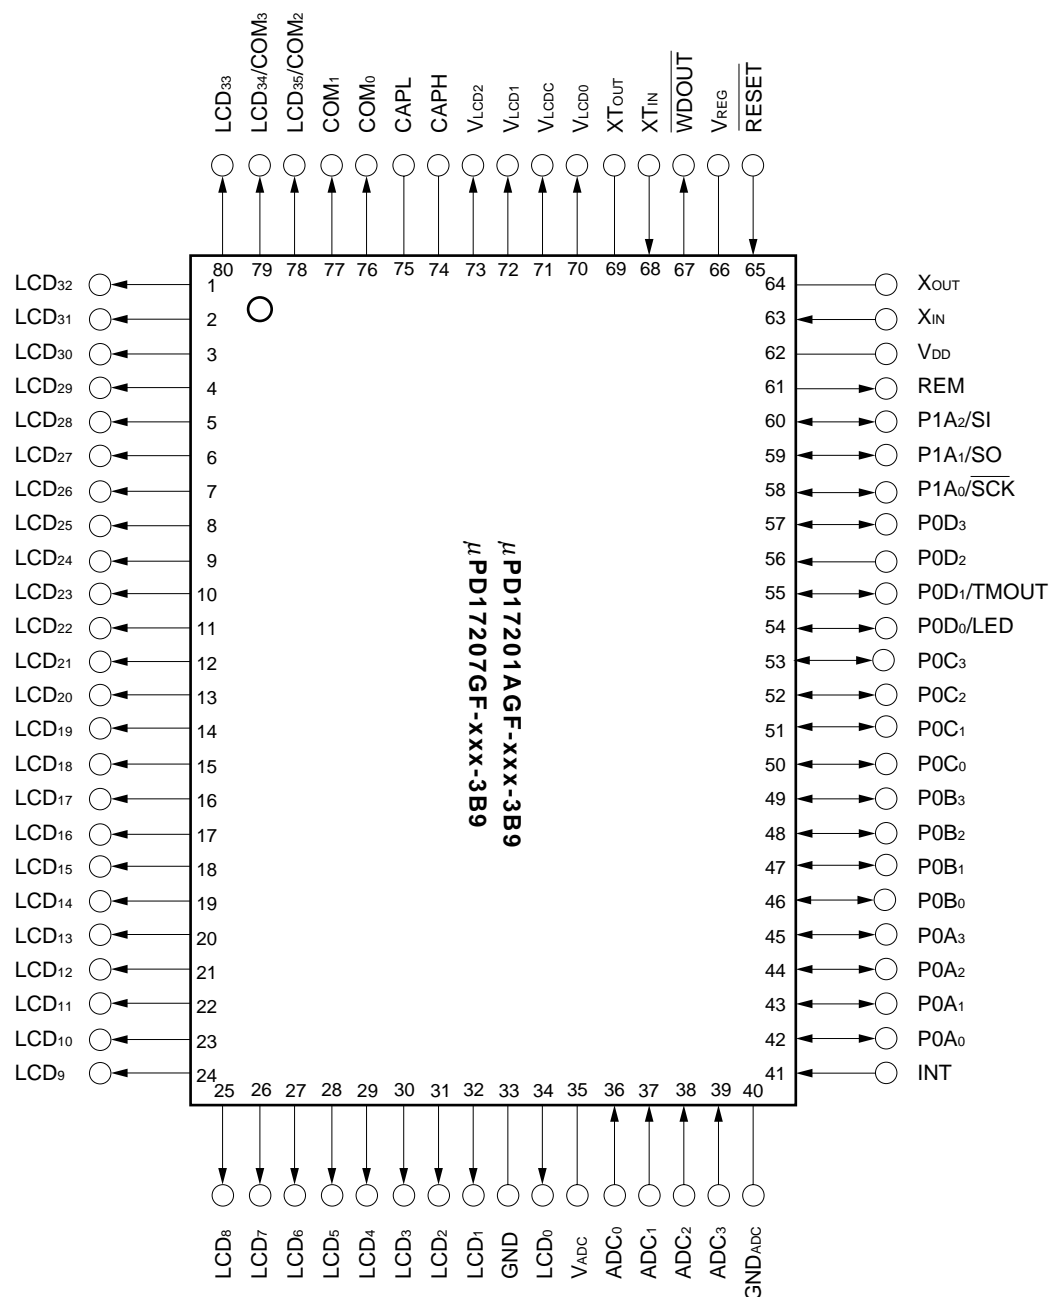 LCD33
LCD34/COM3
LCD35/COM2
COM1
COM0
CAPL
CAPH
VLCD2
VLCD1
VLCDC
VLCD0
XTOUT
XTIN
WDOUT
VREG
RESET
80 79 78 77 76 75 74 73 72 71 70 69 68 67 66 65
LCD32 1 64 XOUT
LCD31 2 63 XIN
LCD30 3 62 VDD
LCD29 4 61 REM
LCD28 5 60 P1A2/SI
LCD27 6 59 P1A1/SO
LCD26 7 58 P1A0/SCK
LCD25 8 57 P0D3
LCD24 9 56 P0D2
LCD23 10 55 P0D1/TMOUT
LCD22 11 54 P0D0/LED
LCD21 12 53 P0C3
LCD20 13 52 P0C2
LCD19 14 51 P0C1
LCD18 15 50 P0C0
LCD17 16 49 P0B3
LCD16 17 48 P0B2
LCD15 18 47 P0B1
LCD14 19 46 P0B0
LCD13 20 45 P0A3
LCD12 21 44 P0A2
LCD11 22 43 P0A1
LCD10 23 42 P0A0
LCD9 24 41 INT
μPD17201AGF-xxx-3B9
μPD17207GF-xxx-3B9
25 26 27 28 29 30 31 32 33 34 35 36 37 38 39 40
LCD8
LCD7
LCD6
LCD5
LCD4
LCD3
LCD2
LCD1
GND
LCD0
VADC
ADC0
ADC1
ADC2
ADC3
GNDADC